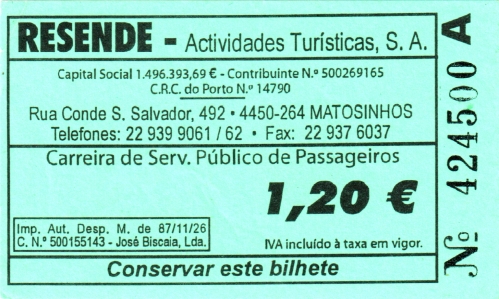 RESENDE - Actividades Turísticas, S. A.
Capital Social 1.496.393,69 € - Contribuinte N.º 500269165
C.R.C. do Porto N.º 14790
Rua Conde S. Salvador, 492 • 4450-264 MATOSINHOS
Telefones: 22 939 9061 / 62 • Fax: 22 937 6037
Carreira de Serv. Público de Passageiros
1,20 €
Imp. Aut. Desp. M. de 87/11/26
C. N.º 500155143 - José Biscaia, Lda.
IVA incluído à taxa em vigor.
Conservar este bilhete
Nº 424500 A